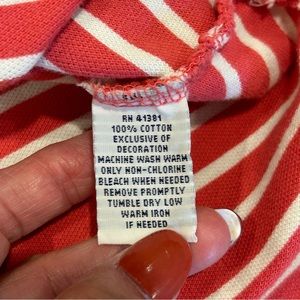 RN 41381
100% COTTON
EXCLUSIVE OF
DECORATION
MACHINE WASH WARM
ONLY NON-CHLORINE
BLEACH WHEN NEEDED
REMOVE PROMPTLY
TUMBLE DRY LOW
WARM IRON
IF NEEDED